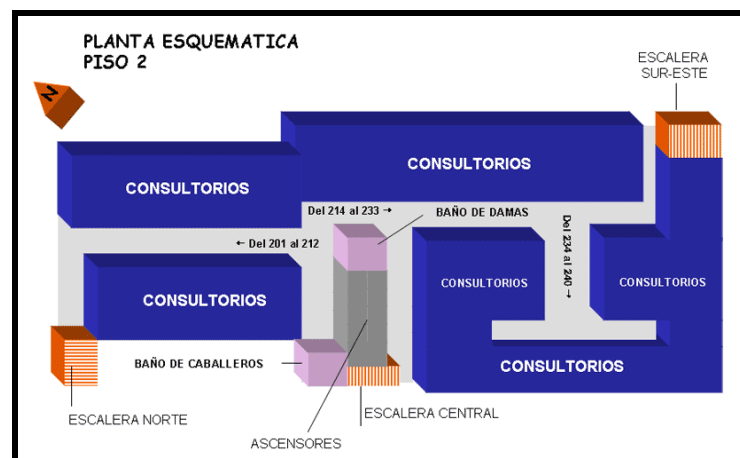 PLANTA ESQUEMATICA
PISO 2
ESCALERA
SUR-ESTE
N
CONSULTORIOS
CONSULTORIOS
Del 214 al 233 →
BAÑO DE DAMAS
← Del 201 al 212
Del 234 al 240→
CONSULTORIOS
CONSULTORIOS
CONSULTORIOS
BAÑO DE CABALLEROS
CONSULTORIOS
ESCALERA NORTE
ESCALERA CENTRAL
ASCENSORES